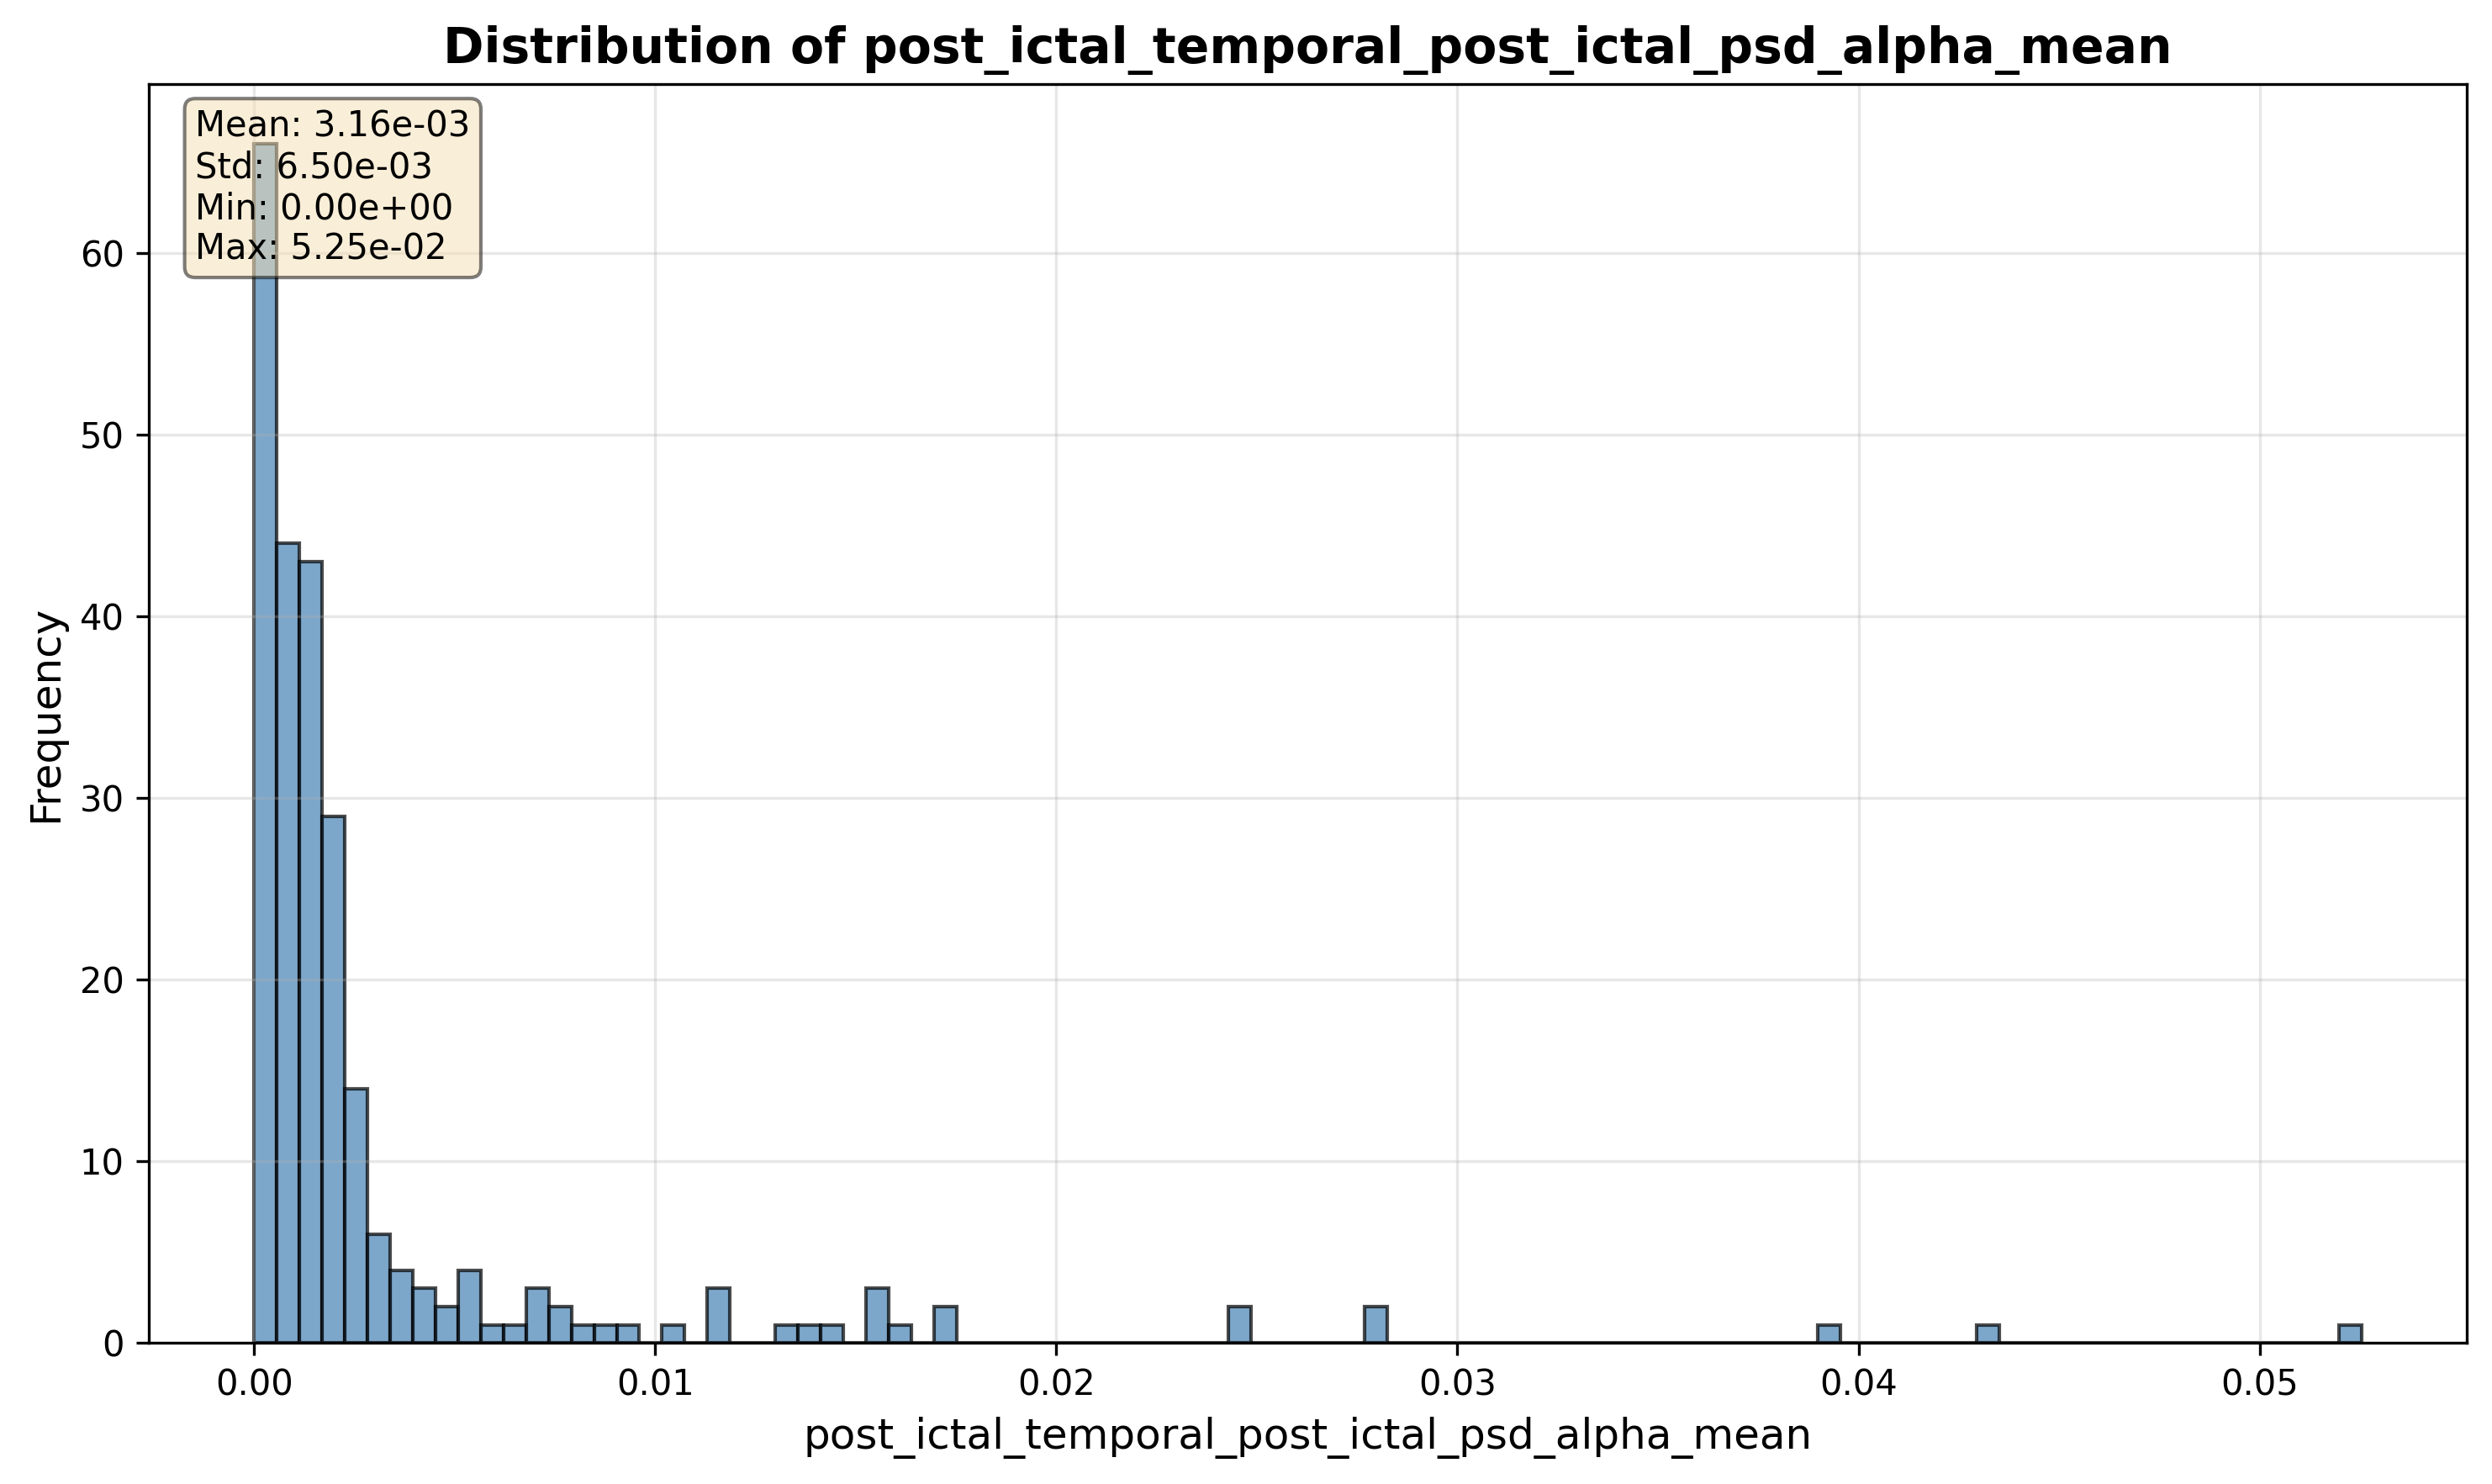 Distribution of post_ictal_temporal_post_ictal_psd_alpha_mean
Mean: 3.16e-03
Std: 6.50e-03
Min: 0.00e+00
Max: 5.25e-02
Frequency
60
50
40
30
20
10
0
0.00 0.01 0.02 0.03 0.04 0.05
post_ictal_temporal_post_ictal_psd_alpha_mean